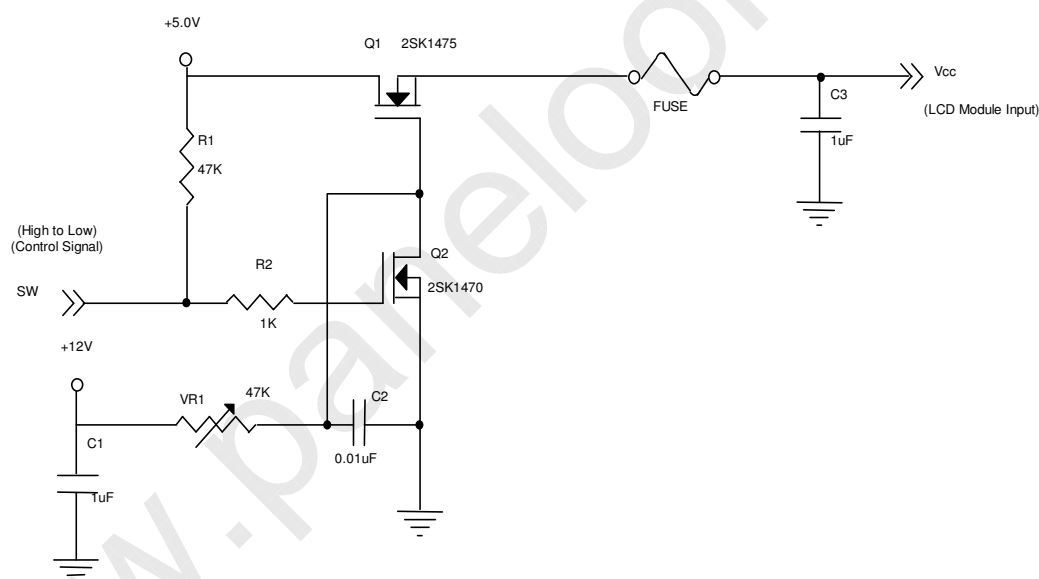 +5.0V
Q1 2SK1475
Vcc
C3
FUSE
(LCD Module Input)
R1
1uF
47K
(High to Low)
(Control Signal)
Q2
R2
2SK1470
SW
1K
+12V
47K
VR1
C2
C1
0.01uF
1uF
w.paneloo